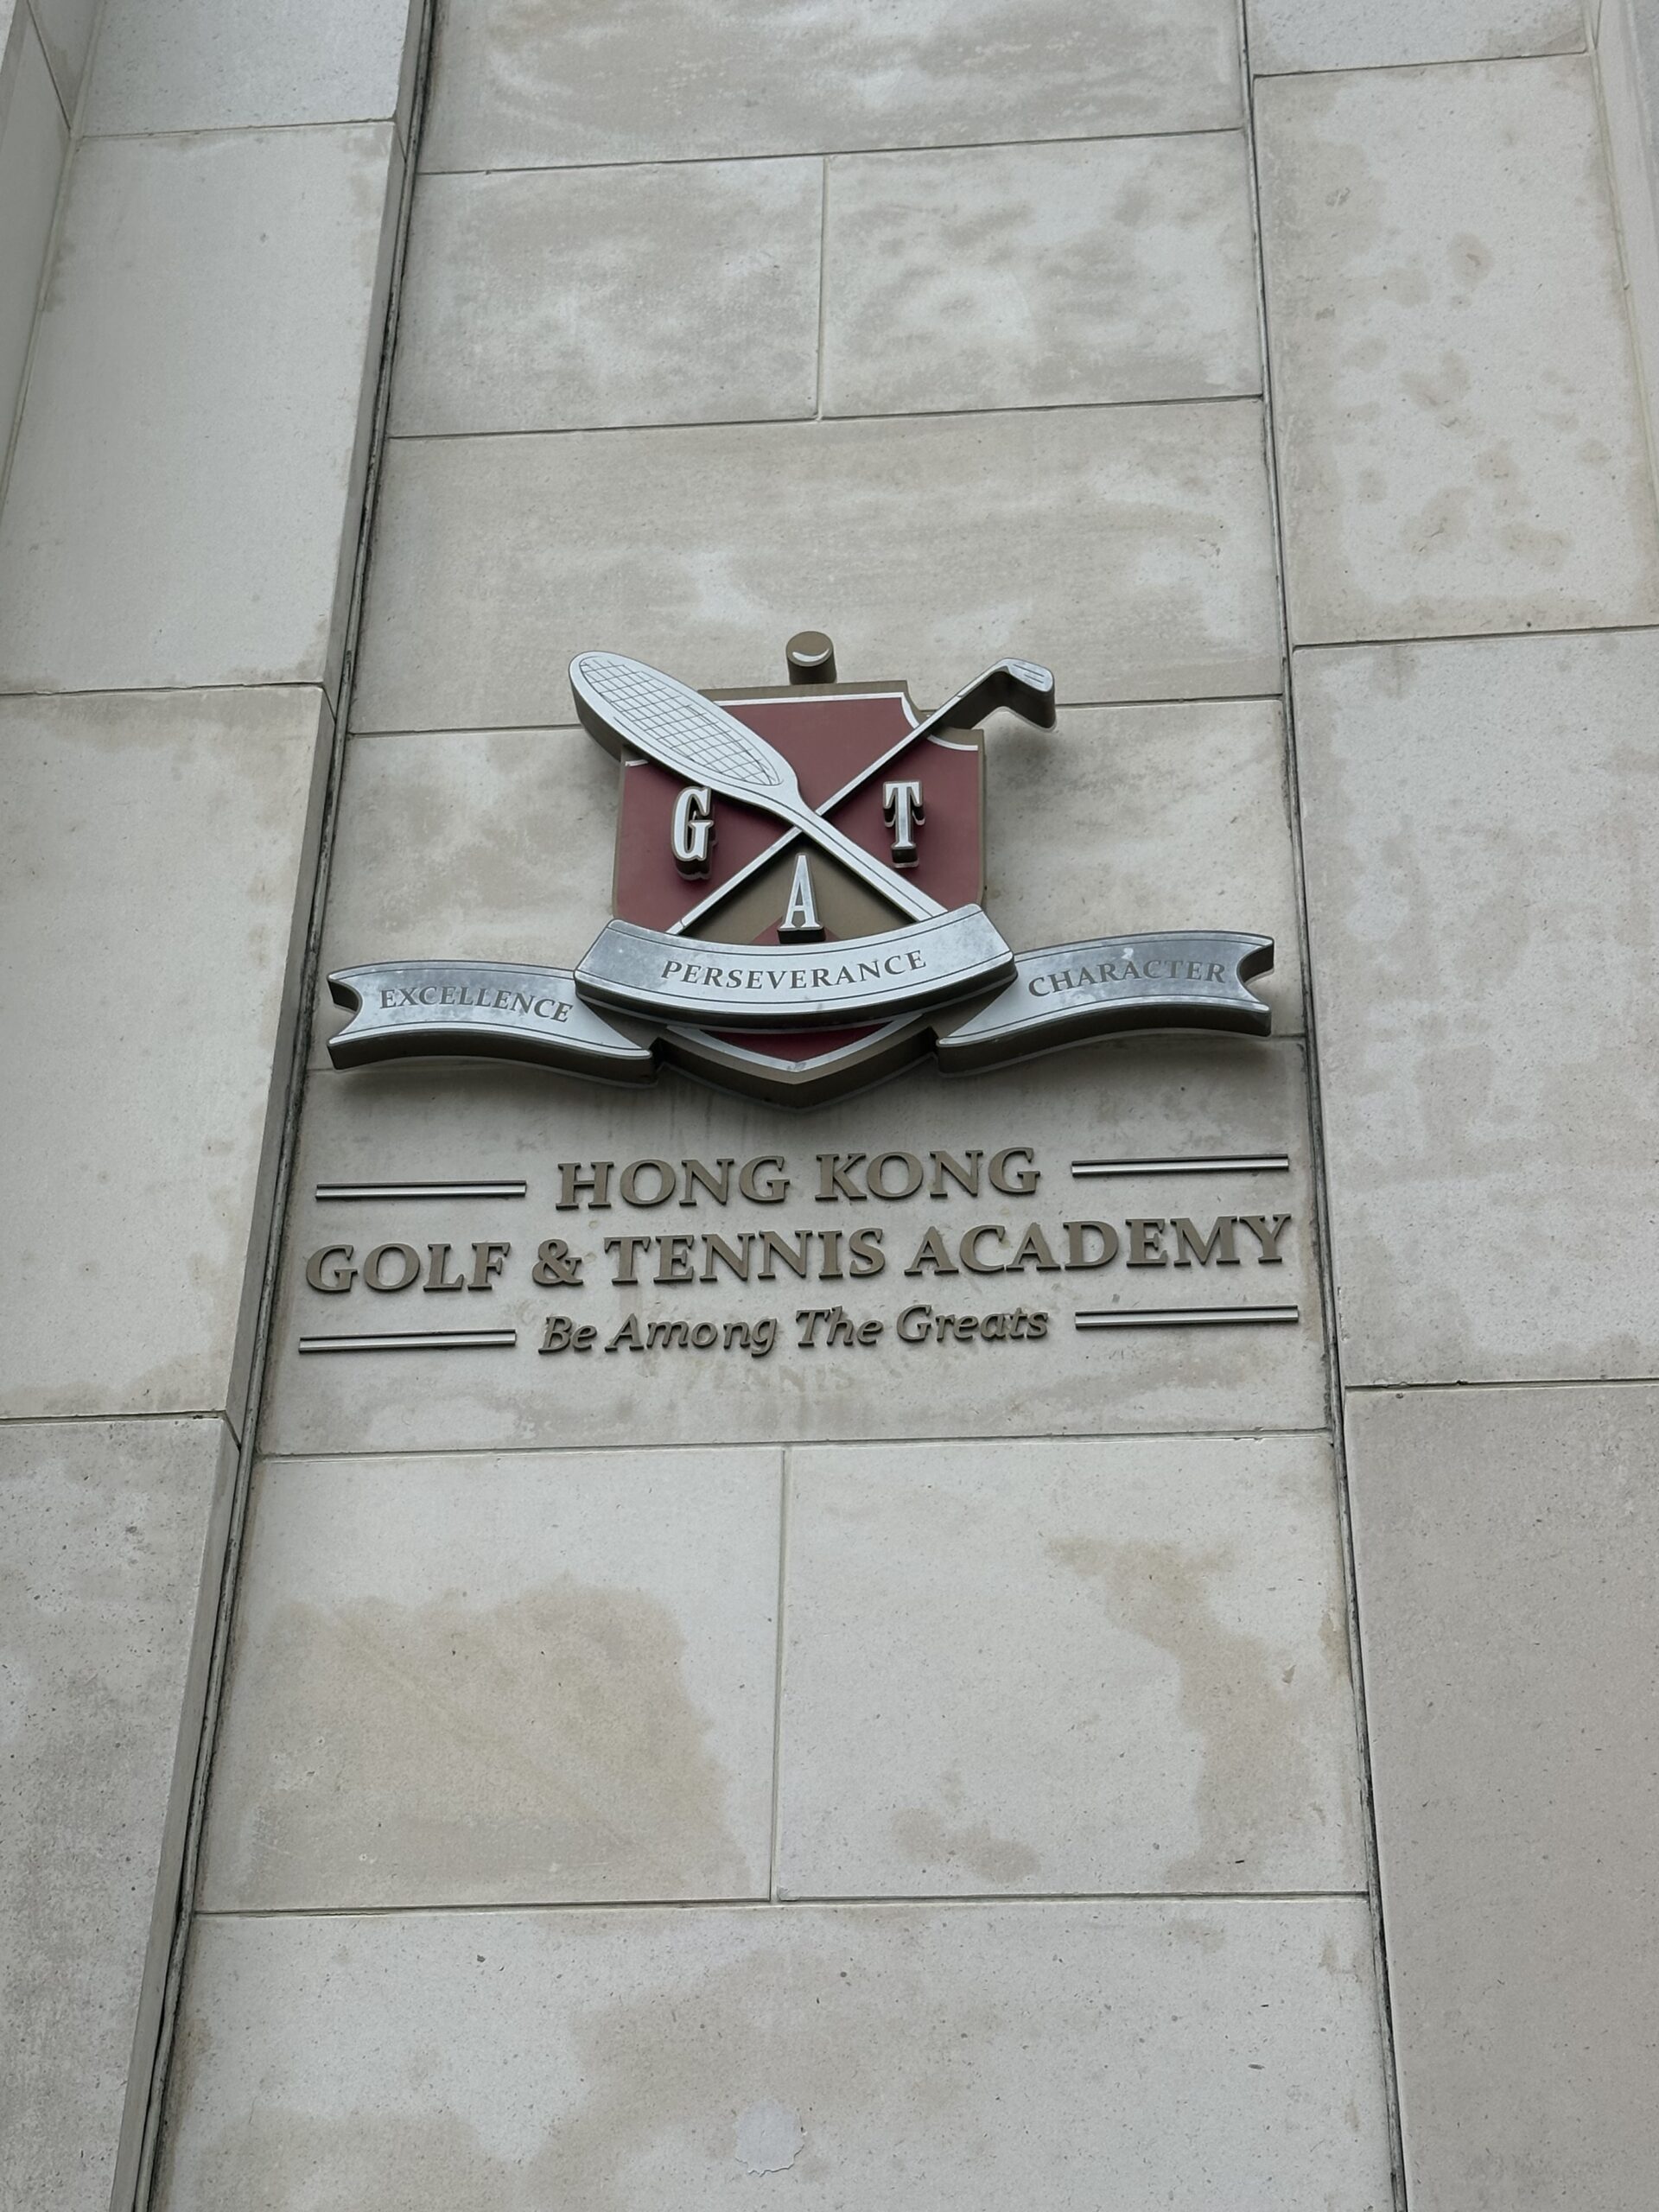 G T
A
EXCELLENCE PERSEVERANCE CHARACTER
HONG KONG
GOLF & TENNIS ACADEMY
Be Among The Greats